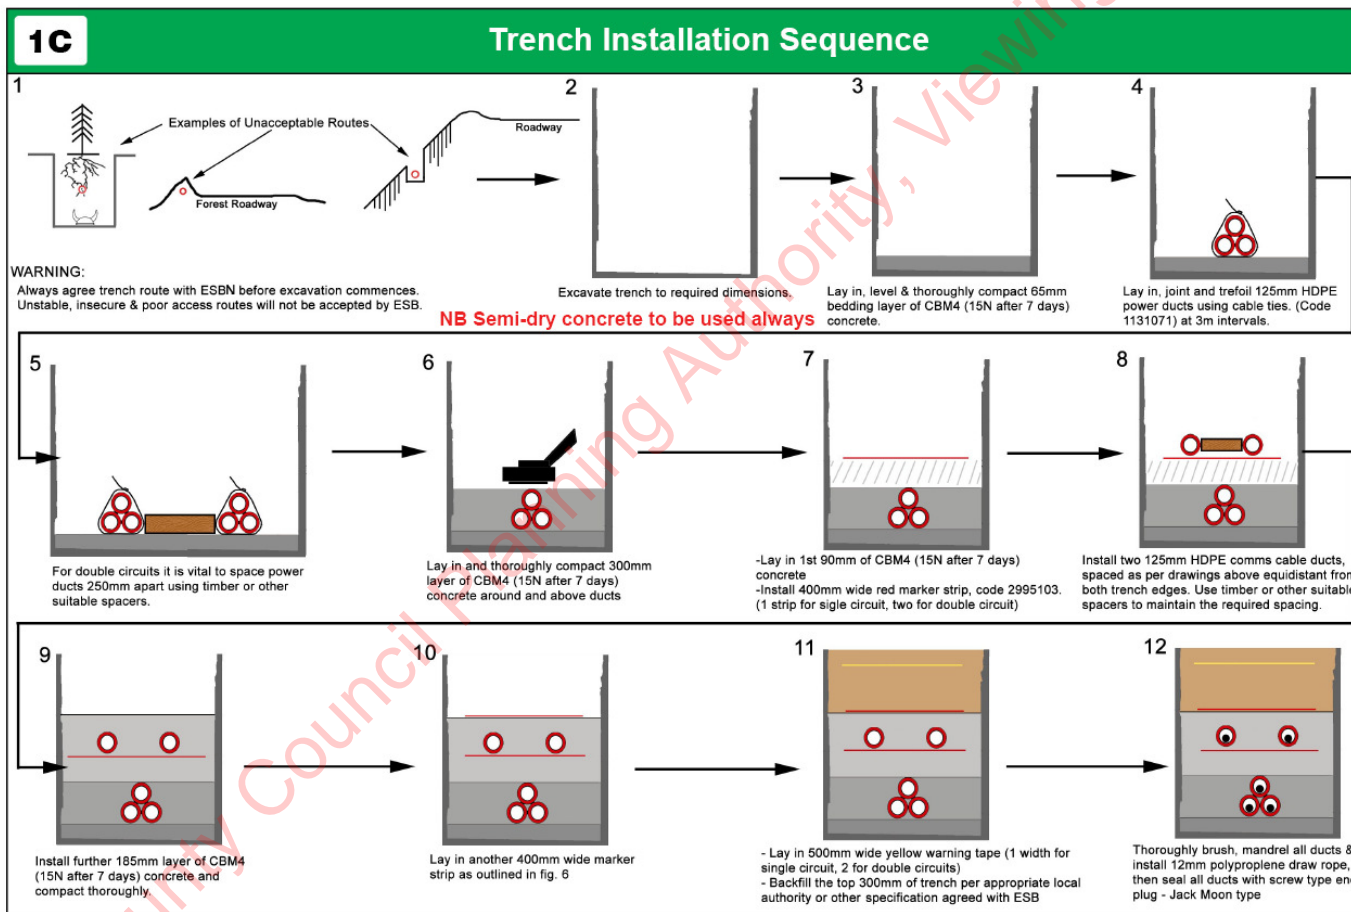 1C
Trench Installation Sequence
1
Examples of Unacceptable Routes
Roadway
Forest Roadway
WARNING:
Always agree trench route with ESBN before excavation commences.
Unstable, insecure & poor access routes will not be accepted by ESB.
2
Excavate trench to required dimensions.
NB Semi-dry concrete to be used always
3
Lay in, level & thoroughly compact 65mm
bedding layer of CBM4 (15N after 7 days)
concrete.
4
Lay in, joint and trefoil 125mm HDPE
power ducts using cable ties. (Code
1131071) at 3m intervals.
5
For double circuits it is vital to space power
ducts 250mm apart using timber or other
suitable spacers.
6
Lay in and thoroughly compact 300mm
layer of CBM4 (15N after 7 days)
concrete around and above ducts
7
-Lay in 1st 90mm of CBM4 (15N after 7 days)
concrete
-Install 400mm wide red marker strip, code 2995103.
(1 strip for sigle circuit, two for double circuit)
8
Install two 125mm HDPE comms cable ducts,
spaced as per drawings above equidistant from
both trench edges. Use timber or other suitable
spacers to maintain the required spacing.
9
Install further 185mm layer of CBM4
(15N after 7 days) concrete and
compact thoroughly.
10
Lay in another 400mm wide marker
strip as outlined in fig. 6
11
- Lay in 500mm wide yellow warning tape (1 width for
single circuit, 2 for double circuits)
- Backfill the top 300mm of trench per appropriate local
authority or other specification agreed with ESB
12
Thoroughly brush, mandrel all ducts &
install 12mm polyproplene draw rope,
then seal all ducts with screw type end
plug - Jack Moon type
unty Council Planning Authority, Viewing